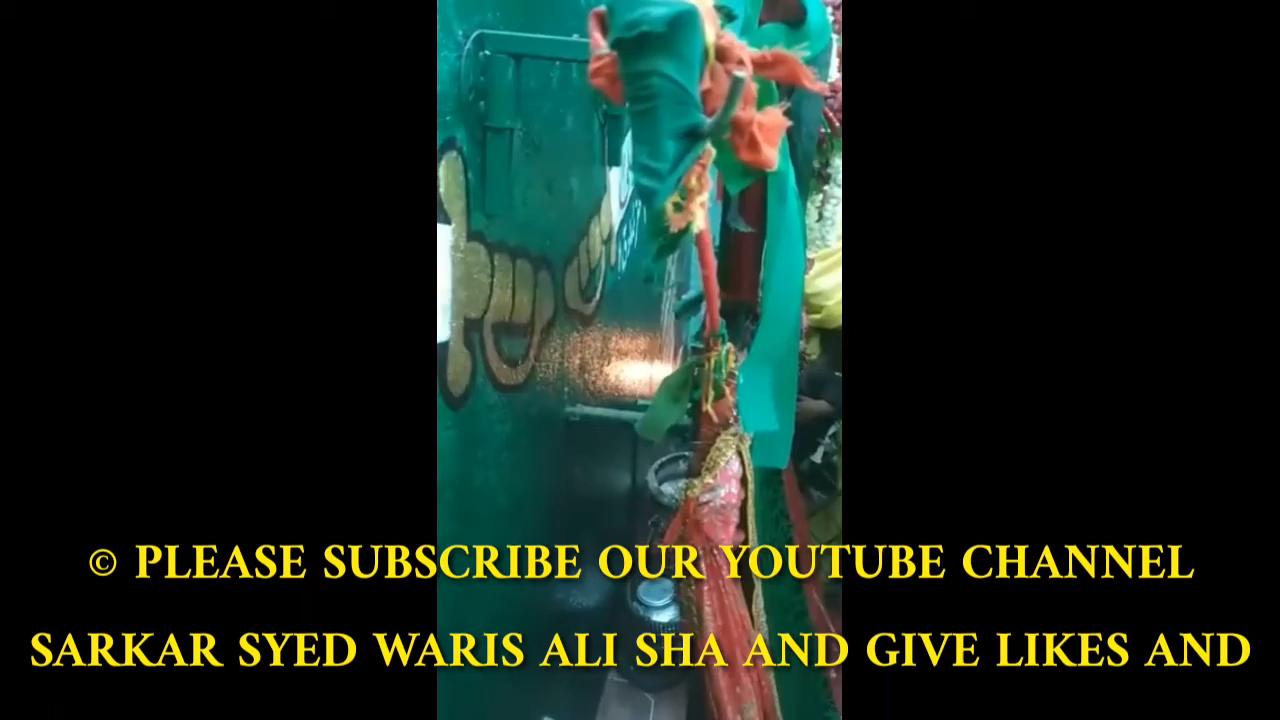 © PLEASE SUBSCRIBE OUR YOUTUBE CHANNEL
SARKAR SYED WARIS ALI SHA AND GIVE LIKES AND